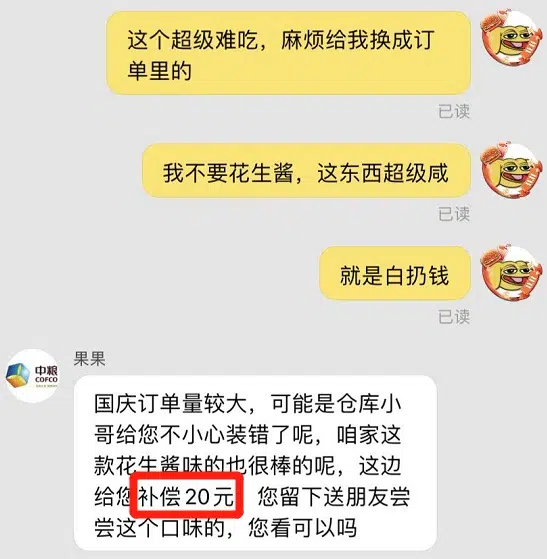 这个超级难吃，麻烦给我换成订
单里的
已读
我不要花生酱，这东西超级咸
已读
就是白扔钱
已读
中粮
COFCO
果果
国庆订单量较大，可能是仓库小
哥给您不小心装错了呢，咱家这
款花生酱味的也很棒的呢，这边
给您补偿20元，您留下送朋友尝
尝这个口味的，您看可以吗